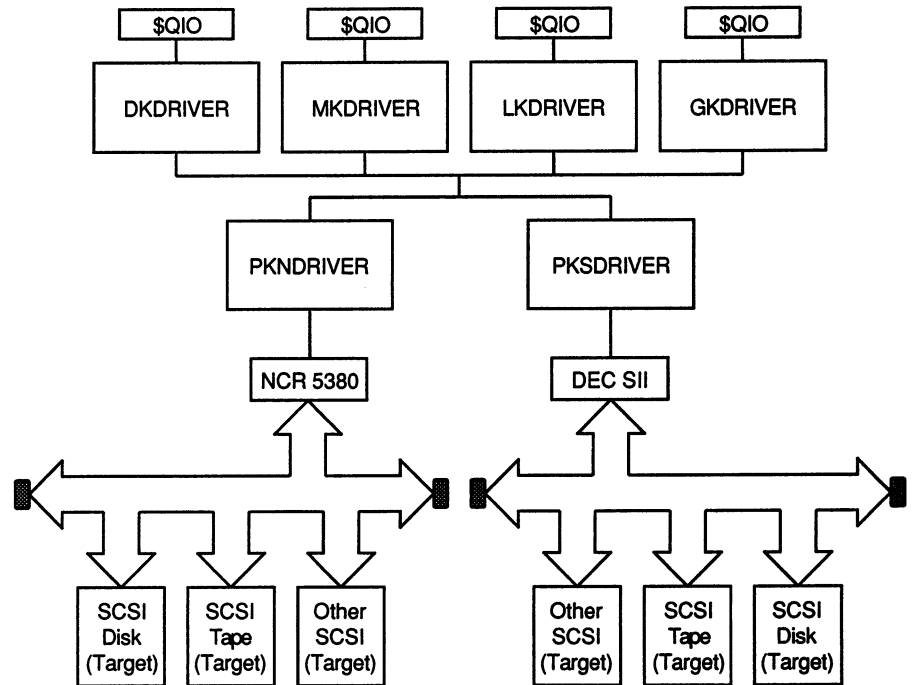 $QIO $QIO $QIO $QIO
DKDRIVER MKDRIVER LKDRIVER GKDRIVER
PKNDRIVER PKSDRIVER
NCR 5380 DEC SII
SCSI
Disk
(Target)
SCSI
Tape
(Target)
Other
SCSI
(Target)
Other
SCSI
(Target)
SCSI
Tape
(Target)
SCSI
Disk
(Target)